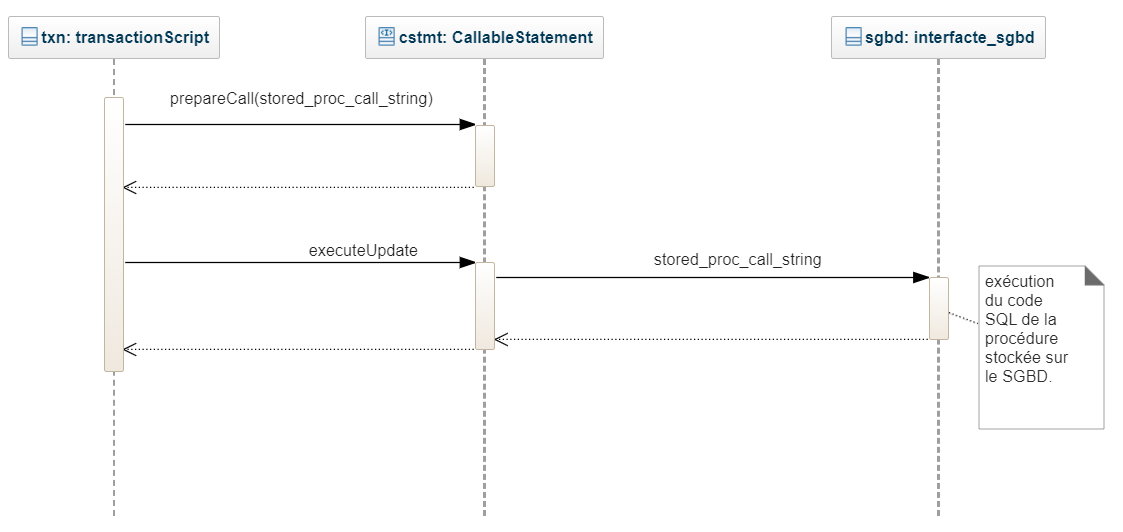 txn: transactionScript
cstmt: CallableStatement
sgbd: interfacte_sgbd
prepareCall(stored_proc_call_string)
executeUpdate
stored_proc_call_string
exécution
du code
SQL de la
procédure
stockée sur
le SGBD.